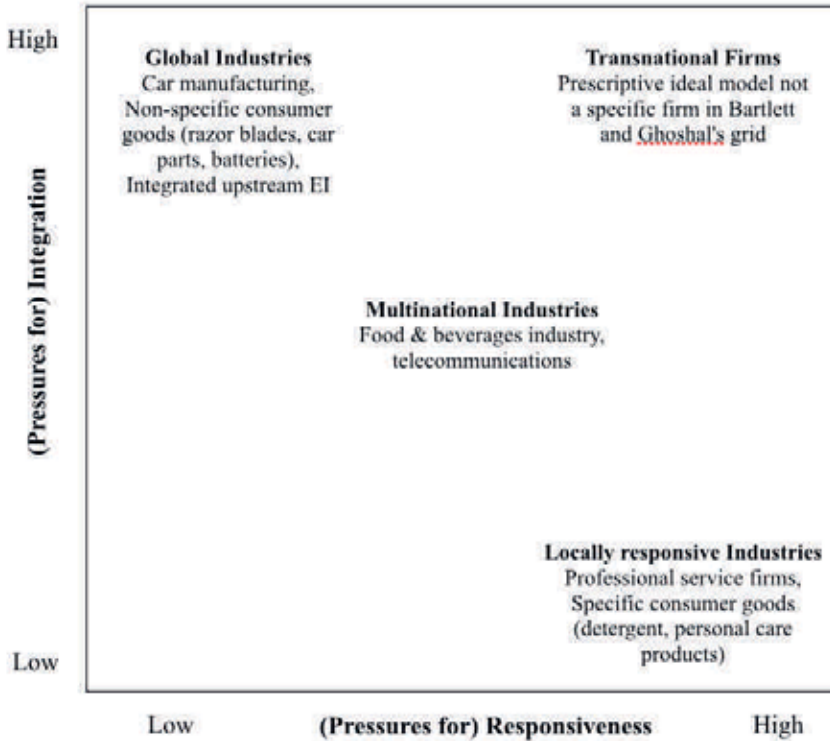 High
Global Industries
Car manufacturing,
Non-specific consumer
goods (razor blades, car
parts, batteries),
Integrated upstream EI
Transnational Firms
Prescriptive ideal model not
a specific firm in Bartlett
and Ghoshal's grid
(Pressures for) Integration
Multinational Industries
Food & beverages industry,
telecommunications
Locally responsive Industries
Professional service firms,
Specific consumer goods
(detergent, personal care
products)
Low
Low
(Pressures for) Responsiveness
High